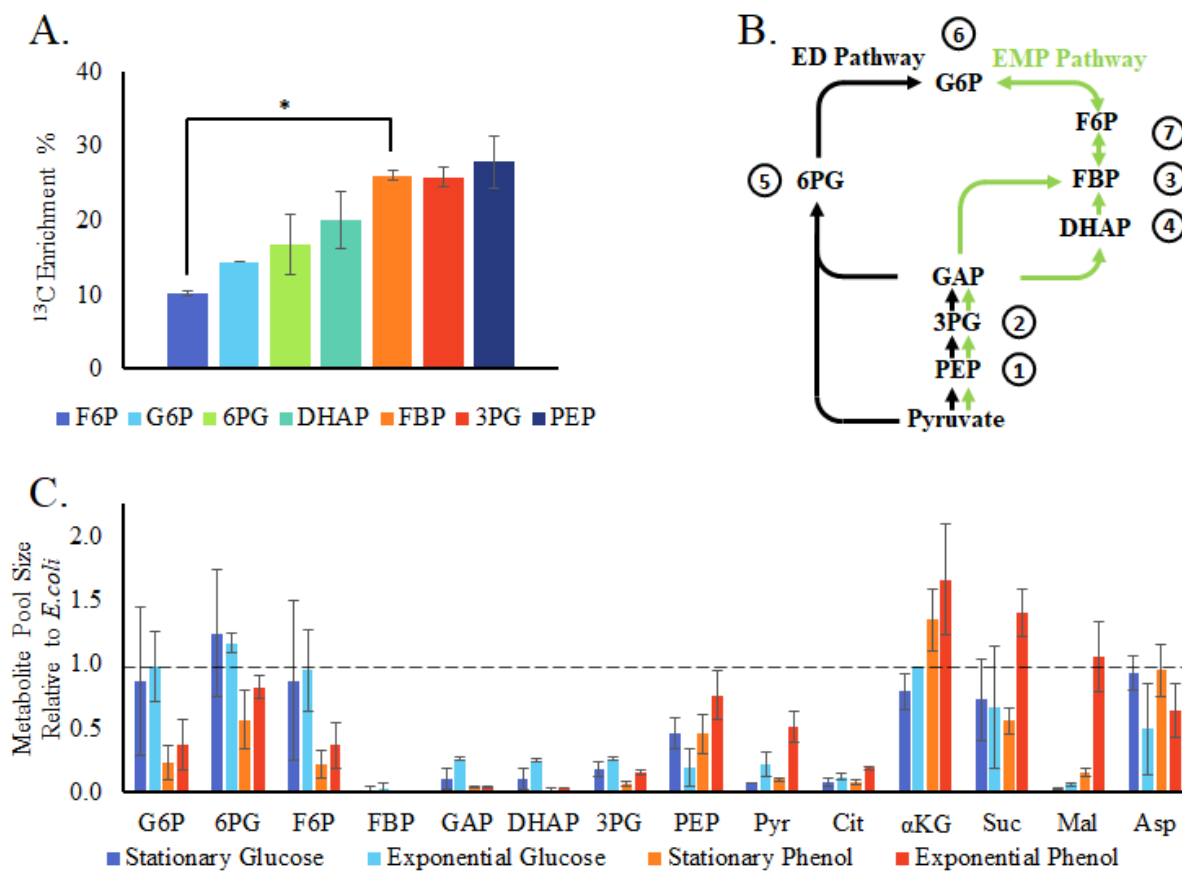 A.
40
30
20
10
0
¹³C Enrichment %
*
F6P G6P 6PG DHAP FBP 3PG PEP
B.
6
ED Pathway EMP Pathway
G6P
F6P
7
5 6PG
FBP 3
DHAP 4
GAP
3PG 2
PEP 1
Pyruvate
C.
Metabolite Pool Size
Relative to E.coli
2.0
1.5
1.0
0.5
0.0
G6P 6PG F6P FBP GAP DHAP 3PG PEP Pyr Cit αKG Suc Mal Asp
Stationary Glucose Exponential Glucose Stationary Phenol Exponential Phenol